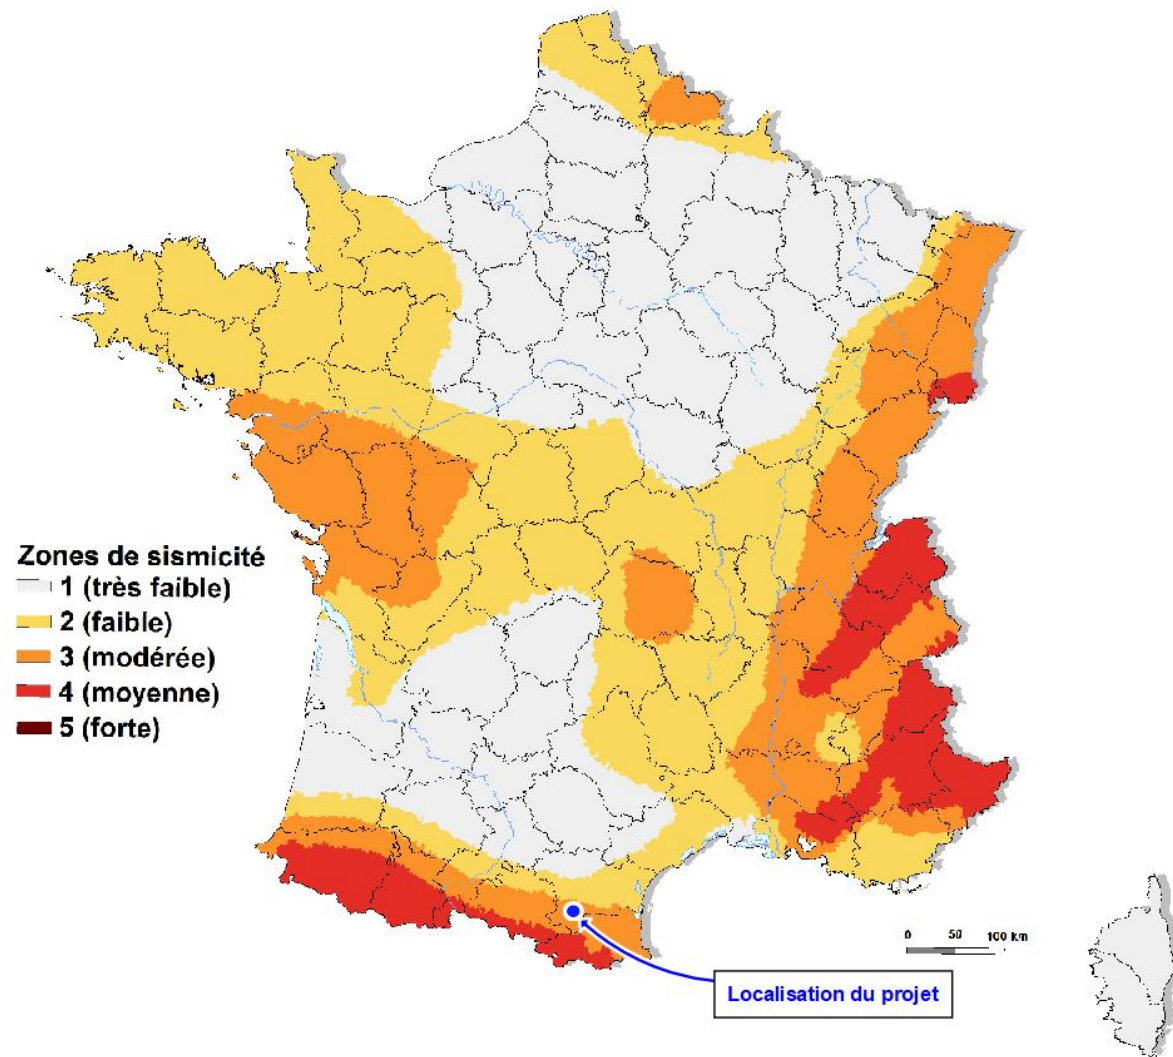 Zones de sismicité
1 (très faible)
2 (faible)
3 (modérée)
4 (moyenne)
5 (forte)
0 50 100 km
Localisation du projet